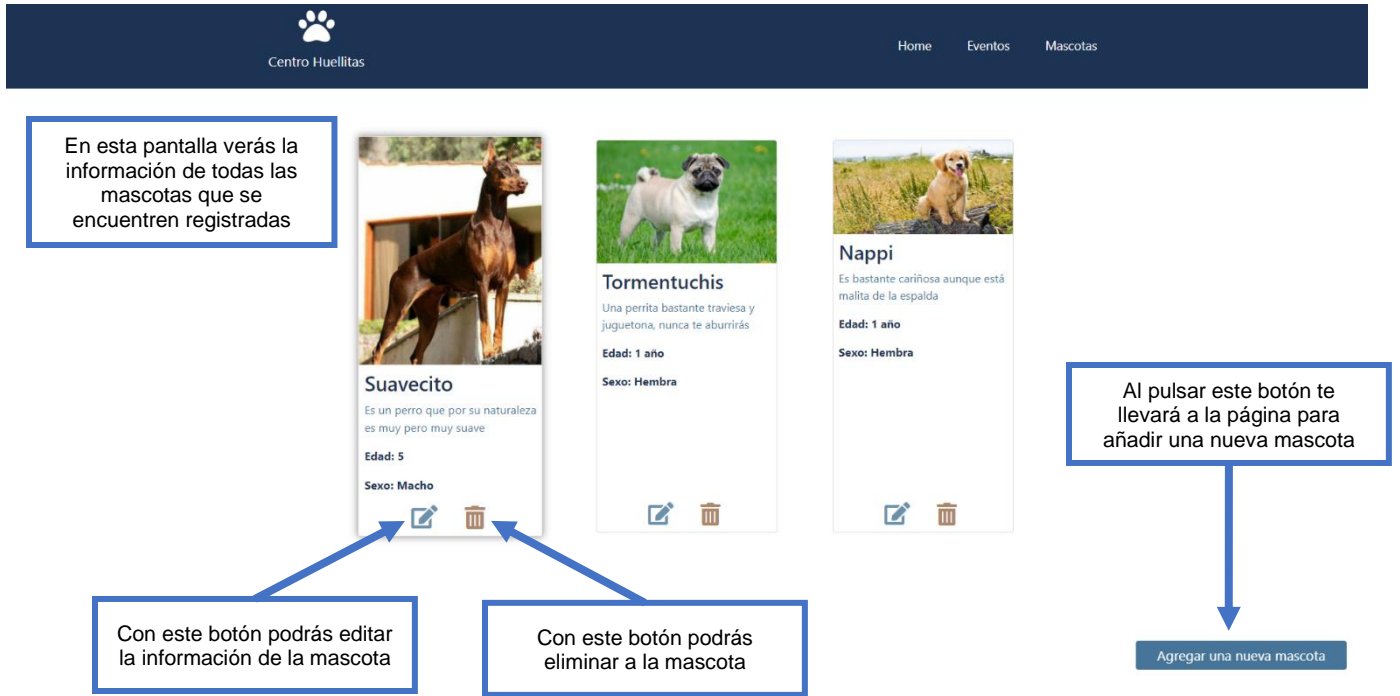 Centro Huellitas
Home Eventos Mascotas
En esta pantalla verás la
información de todas las
mascotas que se
encuentren registradas
Suavecito
Es un perro que por su naturaleza
es muy pero muy suave
Edad: 5
Sexo: Macho
Tormentuchis
Una perrita bastante traviesa y
juguetona, nunca te aburrirás
Edad: 1 año
Sexo: Hembra
Nappi
Es bastante cariñosa aunque está
malita de la espalda
Edad: 1 año
Sexo: Hembra
Al pulsar este botón te
llevará a la página para
añadir una nueva mascota
Con este botón podrás editar
la información de la mascota
Con este botón podrás
eliminar a la mascota
Agregar una nueva mascota